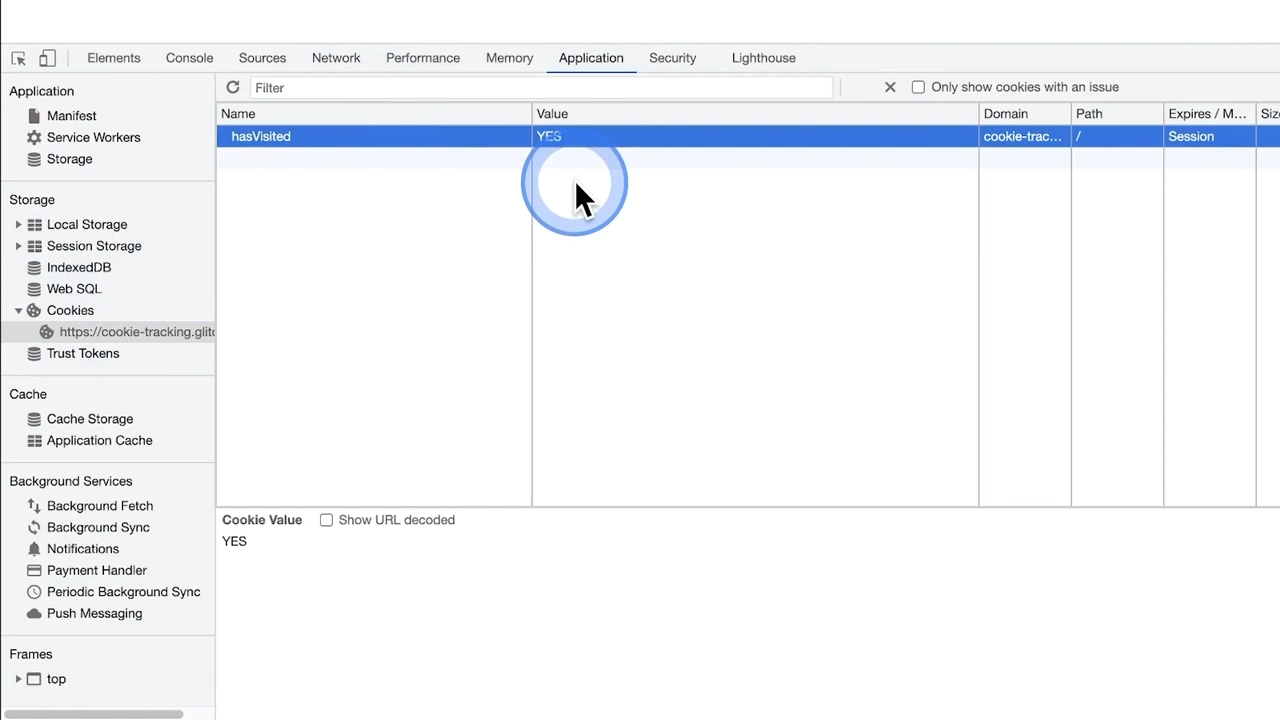 Elements Console Sources Network Performance Memory Application Security Lighthouse
Application
Manifest
Service Workers
Storage
Storage
Local Storage
Session Storage
IndexedDB
Web SQL
Cookies
https://cookie-tracking.glitc
Trust Tokens
Cache
Cache Storage
Application Cache
Background Services
Background Fetch
Background Sync
Notifications
Payment Handler
Periodic Background Sync
Push Messaging
Frames
top
Filter Only show cookies with an issue
Name Value Domain Path Expires / M... Size
hasVisited YES cookie-trac... / Session
Cookie Value Show URL decoded
YES